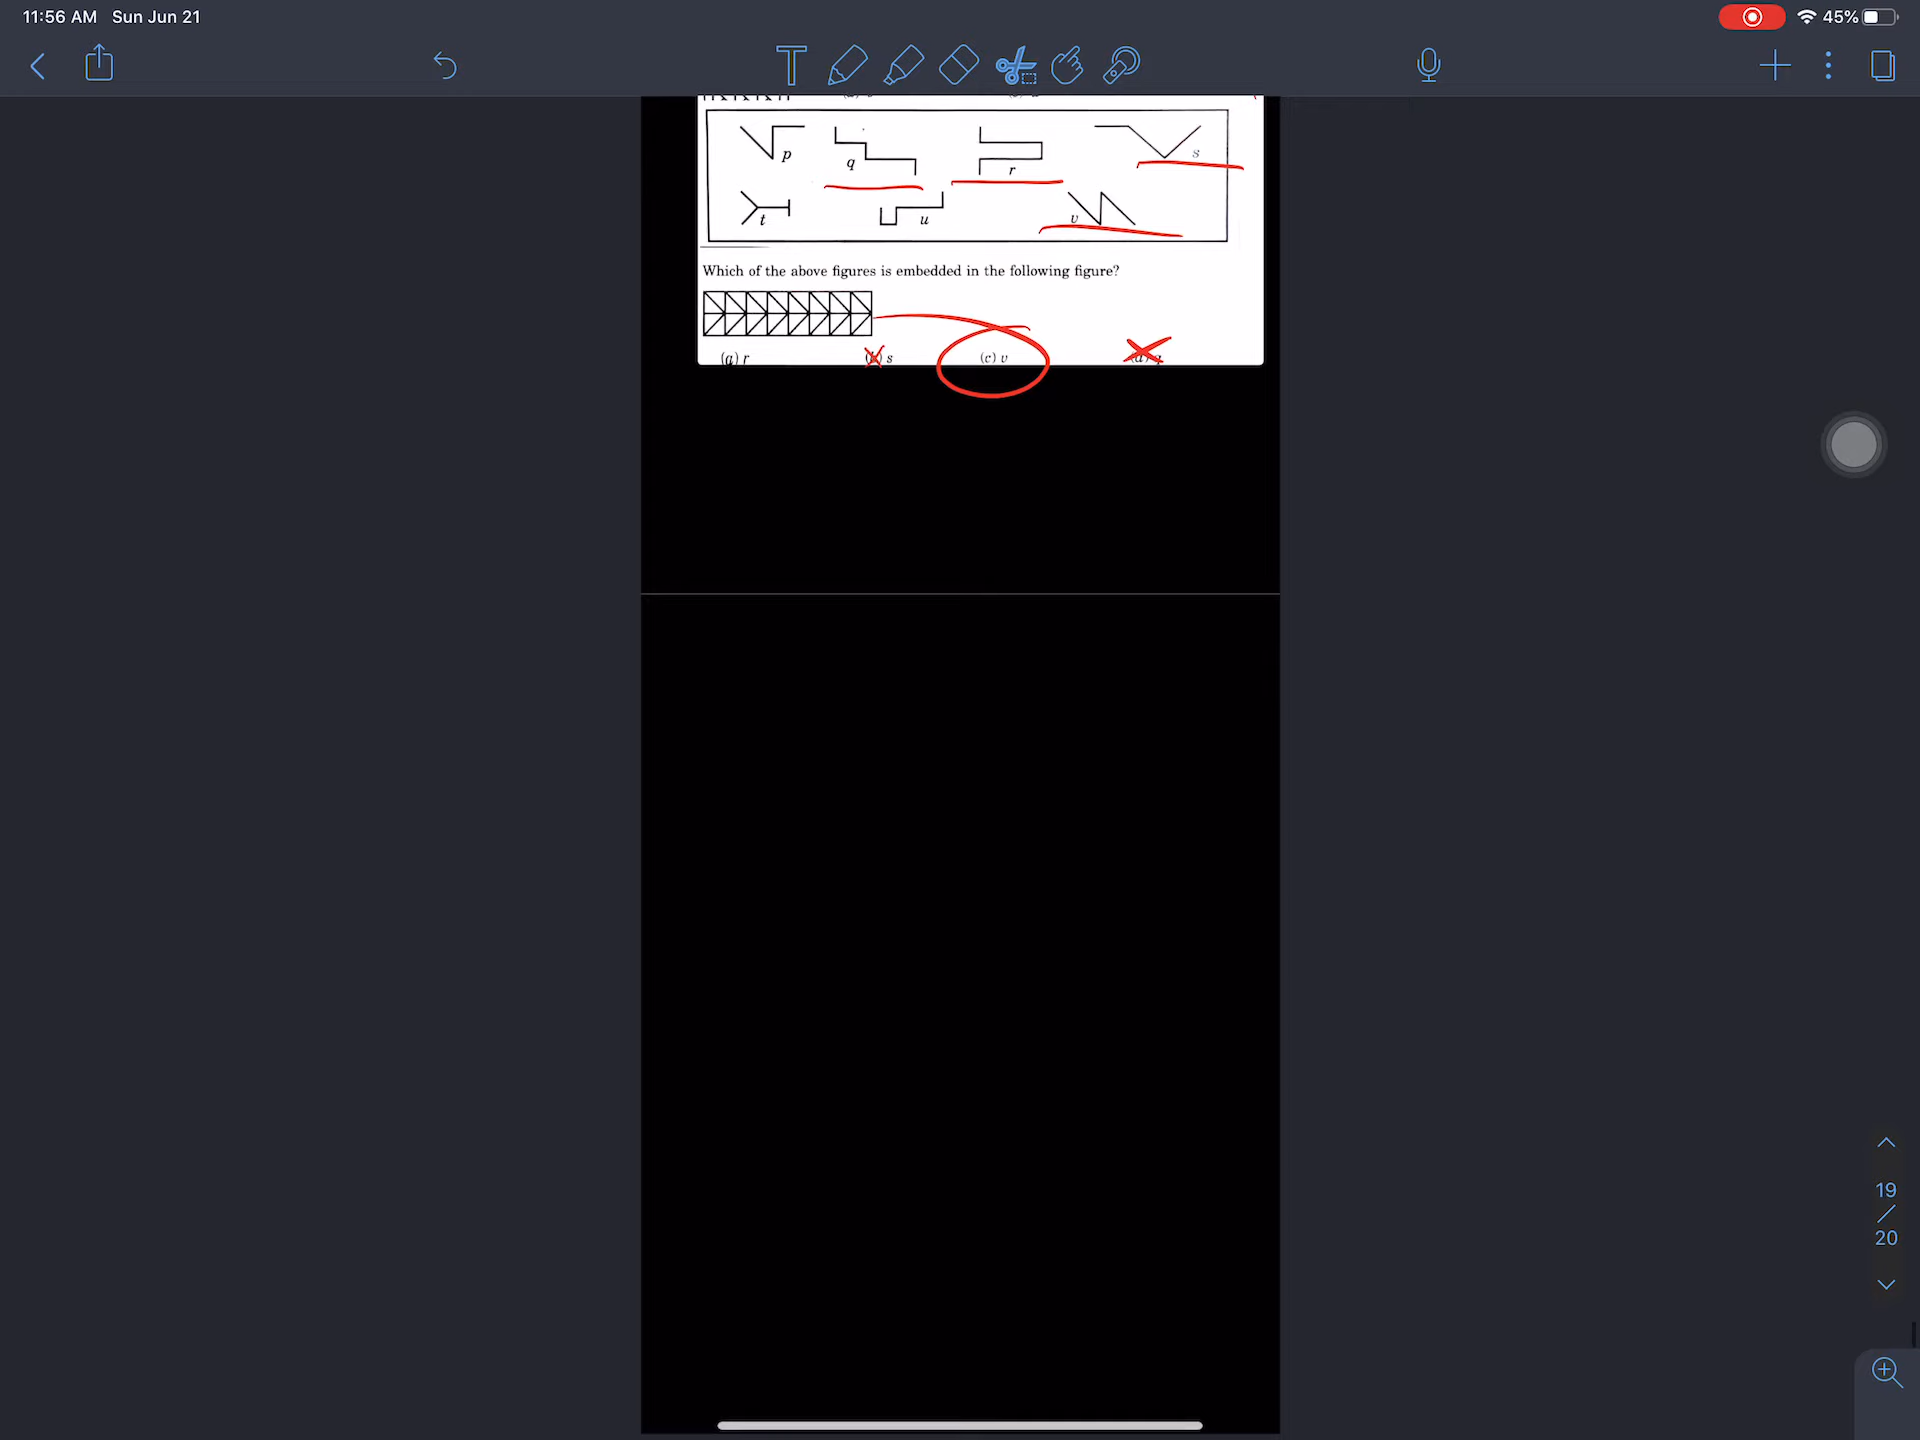 11:56 AM Sun Jun 21
45%
p
q
r
s
t
u
v
Which of the above figures is embedded in the following figure?
(a) r
s
(c) v
19
20